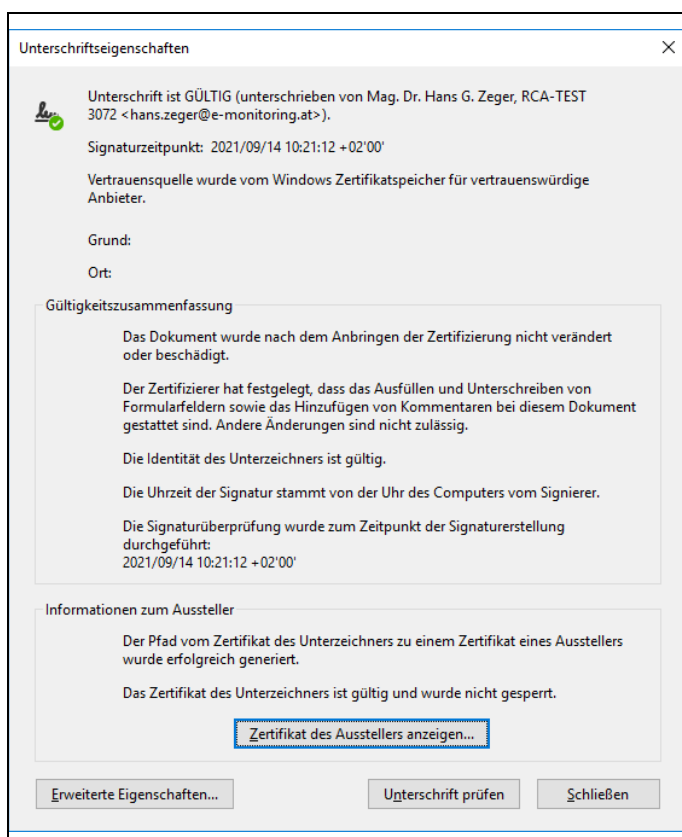 Unterschriftseigenschaften
Unterschrift ist GÜLTIG (unterschrieben von Mag. Dr. Hans G. Zeger, RCA-TEST
3072 <hans.zeger@e-monitoring.at>).
Signaturzeitpunkt: 2021/09/14 10:21:12 +02'00'
Vertrauensquelle wurde vom Windows Zertifikatspeicher für vertrauenswürdige
Anbieter.
Grund:
Ort:
Gültigkeitszusammenfassung
Das Dokument wurde nach dem Anbringen der Zertifizierung nicht verändert
oder beschädigt.
Der Zertifizierer hat festgelegt, dass das Ausfüllen und Unterschreiben von
Formularfeldern sowie das Hinzufügen von Kommentaren bei diesem Dokument
gestattet sind. Andere Änderungen sind nicht zulässig.
Die Identität des Unterzeichners ist gültig.
Die Uhrzeit der Signatur stammt von der Uhr des Computers vom Signierer.
Die Signaturüberprüfung wurde zum Zeitpunkt der Signaturerstellung
durchgeführt:
2021/09/14 10:21:12 +02'00'
Informationen zum Aussteller
Der Pfad vom Zertifikat des Unterzeichners zu einem Zertifikat eines Ausstellers
wurde erfolgreich generiert.
Das Zertifikat des Unterzeichners ist gültig und wurde nicht gesperrt.
Zertifikat des Ausstellers anzeigen...
Erweiterte Eigenschaften...
Unterschrift prüfen
Schließen